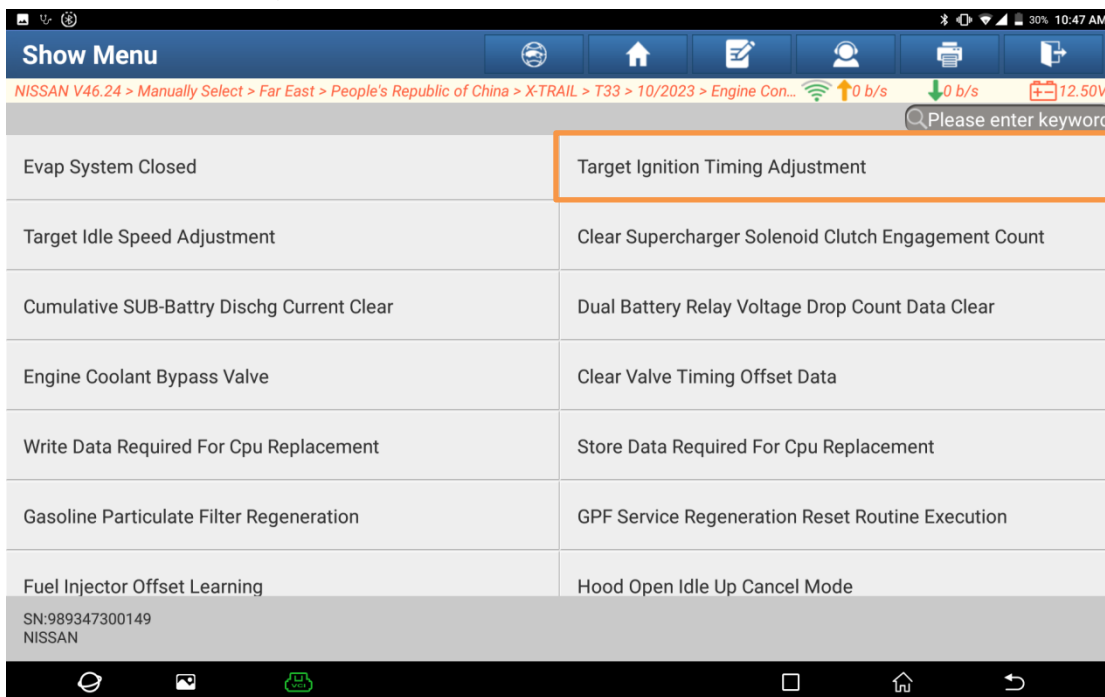 30% 10:47 AM
Show Menu
NISSAN V46.24 > Manually Select > Far East > People's Republic of China > X-TRAIL > T33 > 10/2023 > Engine Con... 0 b/s 0 b/s 12.50V
Please enter keyword
Evap System Closed
Target Ignition Timing Adjustment
Target Idle Speed Adjustment
Clear Supercharger Solenoid Clutch Engagement Count
Cumulative SUB-Battry Dischg Current Clear
Dual Battery Relay Voltage Drop Count Data Clear
Engine Coolant Bypass Valve
Clear Valve Timing Offset Data
Write Data Required For Cpu Replacement
Store Data Required For Cpu Replacement
Gasoline Particulate Filter Regeneration
GPF Service Regeneration Reset Routine Execution
Fuel Injector Offset Learning
Hood Open Idle Up Cancel Mode
SN:989347300149
NISSAN
VCI